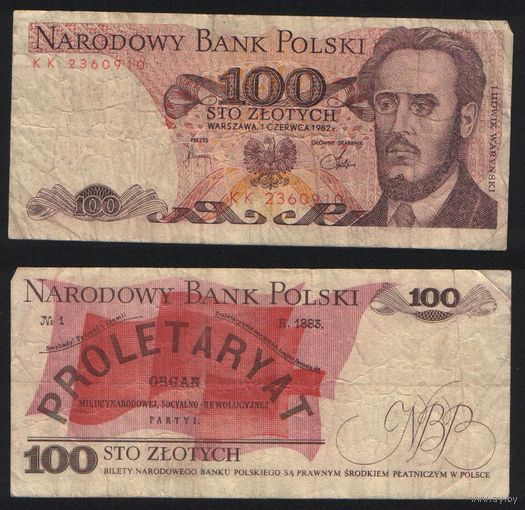 NARODOWY BANK POLSKI
KK 2360910
100
STO ZŁOTYCH
WARSZAWA, 1 CZERWCA 1982 r.
PREZES
GŁÓWNY SKARBNIK
LUDWIK WARYŃSKI
KK 2360910
100
NARODOWY BANK POLSKI
100
№ 1
R. 1883.
PROLETARYAT
ORGAN
MIĘDZYNARODOWEJ, SOCYALNO-REWOLUCYJNEJ
PARTYI.
NBP
100 STO ZŁOTYCH
BILETY NARODOWEGO BANKU POLSKIEGO SĄ PRAWNYM ŚRODKIEM PŁATNICZYM W POLSCE